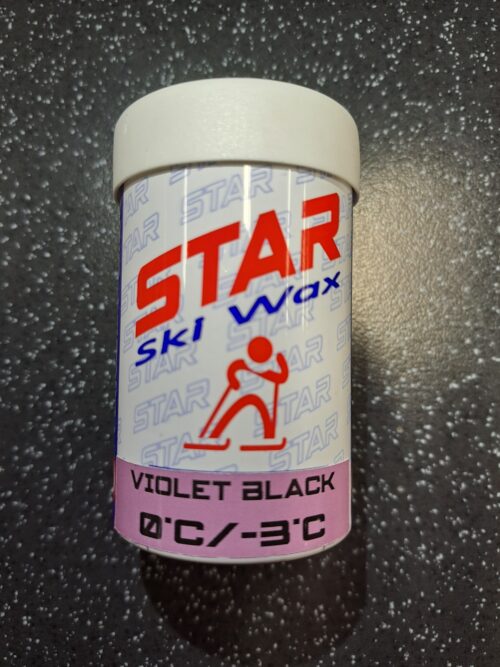 STAR
Ski Wax
VIOLET BLACK
0°C/-3°C